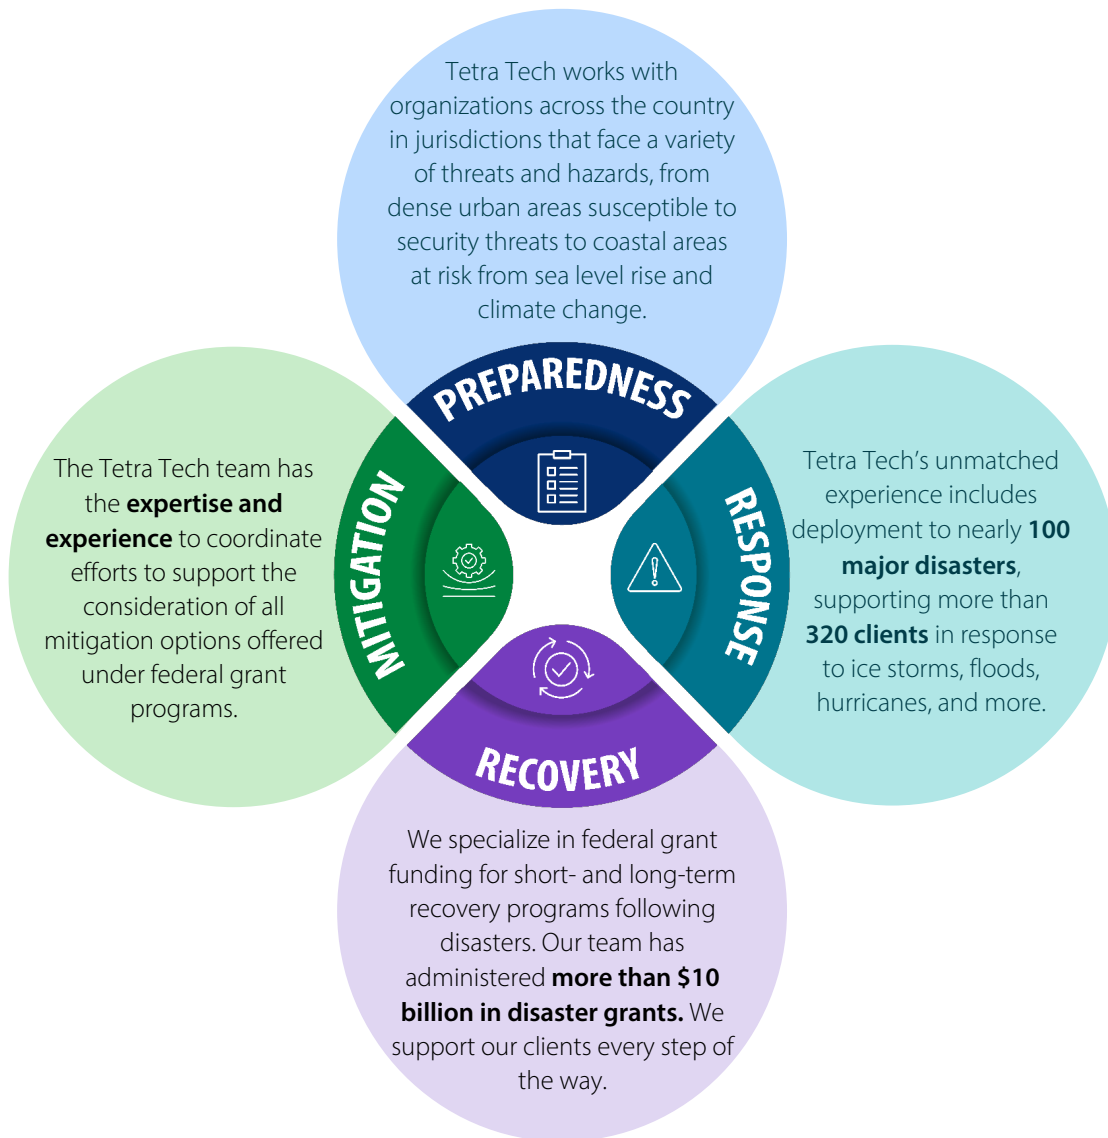 Tetra Tech works with
organizations across the country
in jurisdictions that face a variety
of threats and hazards, from
dense urban areas susceptible to
security threats to coastal areas
at risk from sea level rise and
climate change.
PREPAREDNESS
The Tetra Tech team has
the expertise and
experience to coordinate
efforts to support the
consideration of all
mitigation options offered
under federal grant
programs.
MITIGATION
RESPONSE
Tetra Tech’s unmatched
experience includes
deployment to nearly 100
major disasters,
supporting more than
320 clients in response
to ice storms, floods,
hurricanes, and more.
RECOVERY
We specialize in federal grant
funding for short- and long-term
recovery programs following
disasters. Our team has
administered more than $10
billion in disaster grants. We
support our clients every step of
the way.